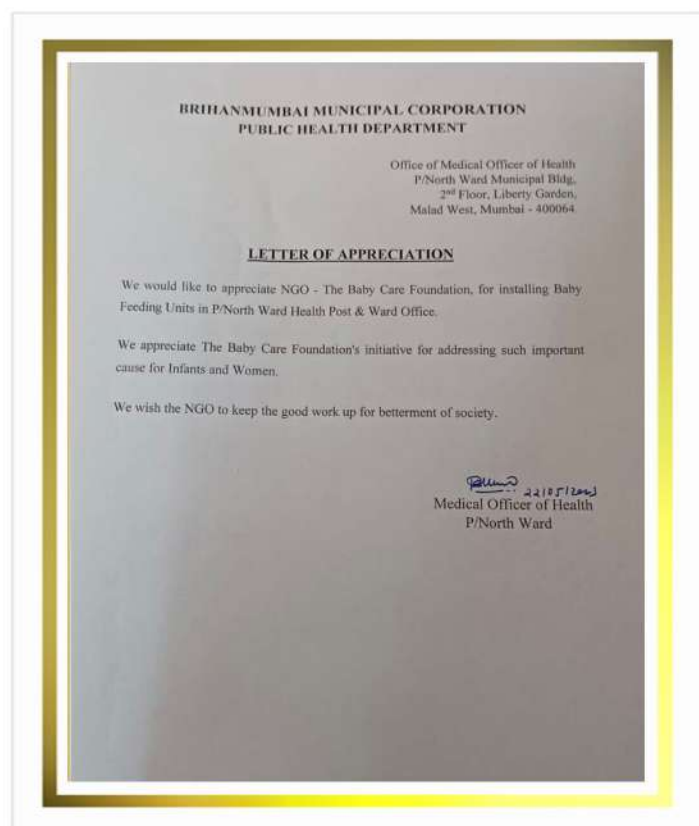 BRIHANMUMBAI MUNICIPAL CORPORATION
PUBLIC HEALTH DEPARTMENT
Office of Medical Officer of Health
P/North Ward Municipal Bldg,
2nd Floor, Liberty Garden,
Malad West, Mumbai - 400064
LETTER OF APPRECIATION
We would like to appreciate NGO - The Baby Care Foundation, for installing Baby
Feeding Units in P/North Ward Health Post & Ward Office.
We appreciate The Baby Care Foundation's initiative for addressing such important
cause for Infants and Women.
We wish the NGO to keep the good work up for betterment of society.
Medical Officer of Health
P/North Ward